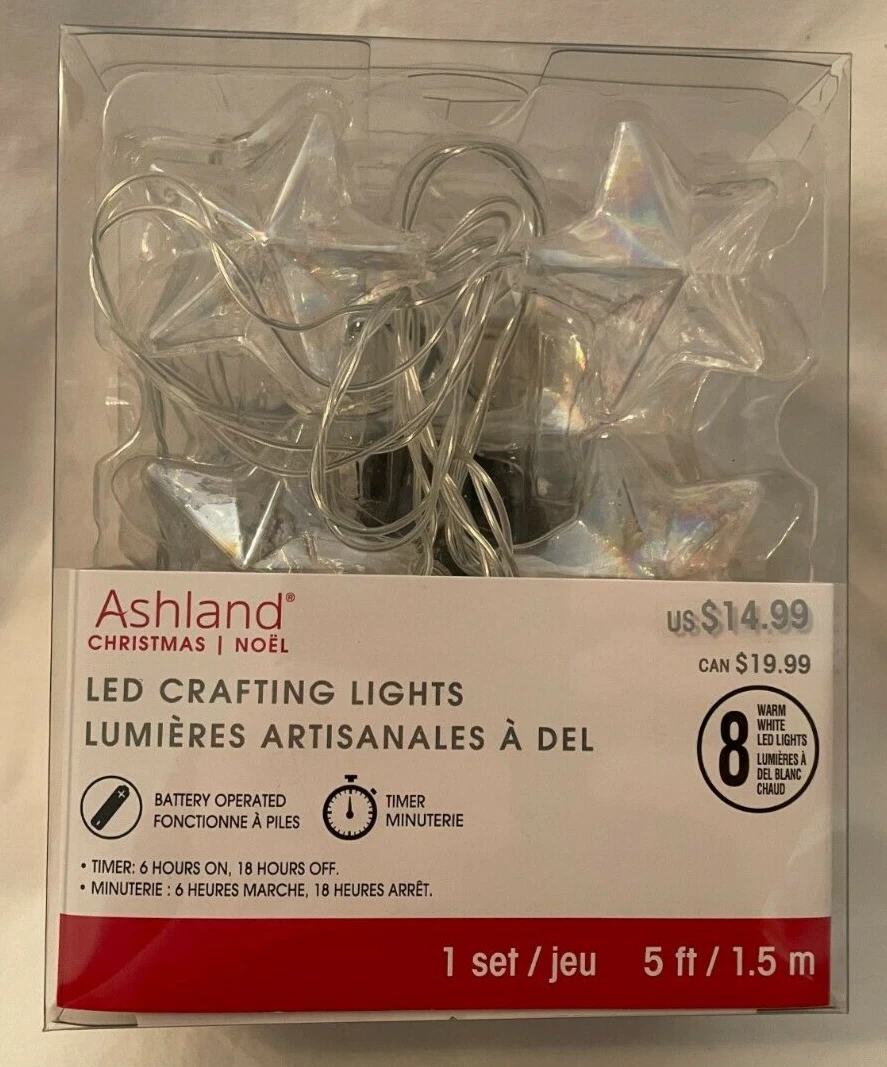 Ashland®
CHRISTMAS | NOËL
US $14.99
CAN $19.99
LED CRAFTING LIGHTS
LUMIÈRES ARTISANALES À DEL
8
WARM
WHITE
LED LIGHTS
LUMIÈRES À
DEL BLANC
CHAUD
BATTERY OPERATED
FONCTIONNE À PILES
TIMER
MINUTERIE
• TIMER: 6 HOURS ON, 18 HOURS OFF.
• MINUTERIE : 6 HEURES MARCHE, 18 HEURES ARRÊT.
1 set / jeu 5 ft / 1.5 m